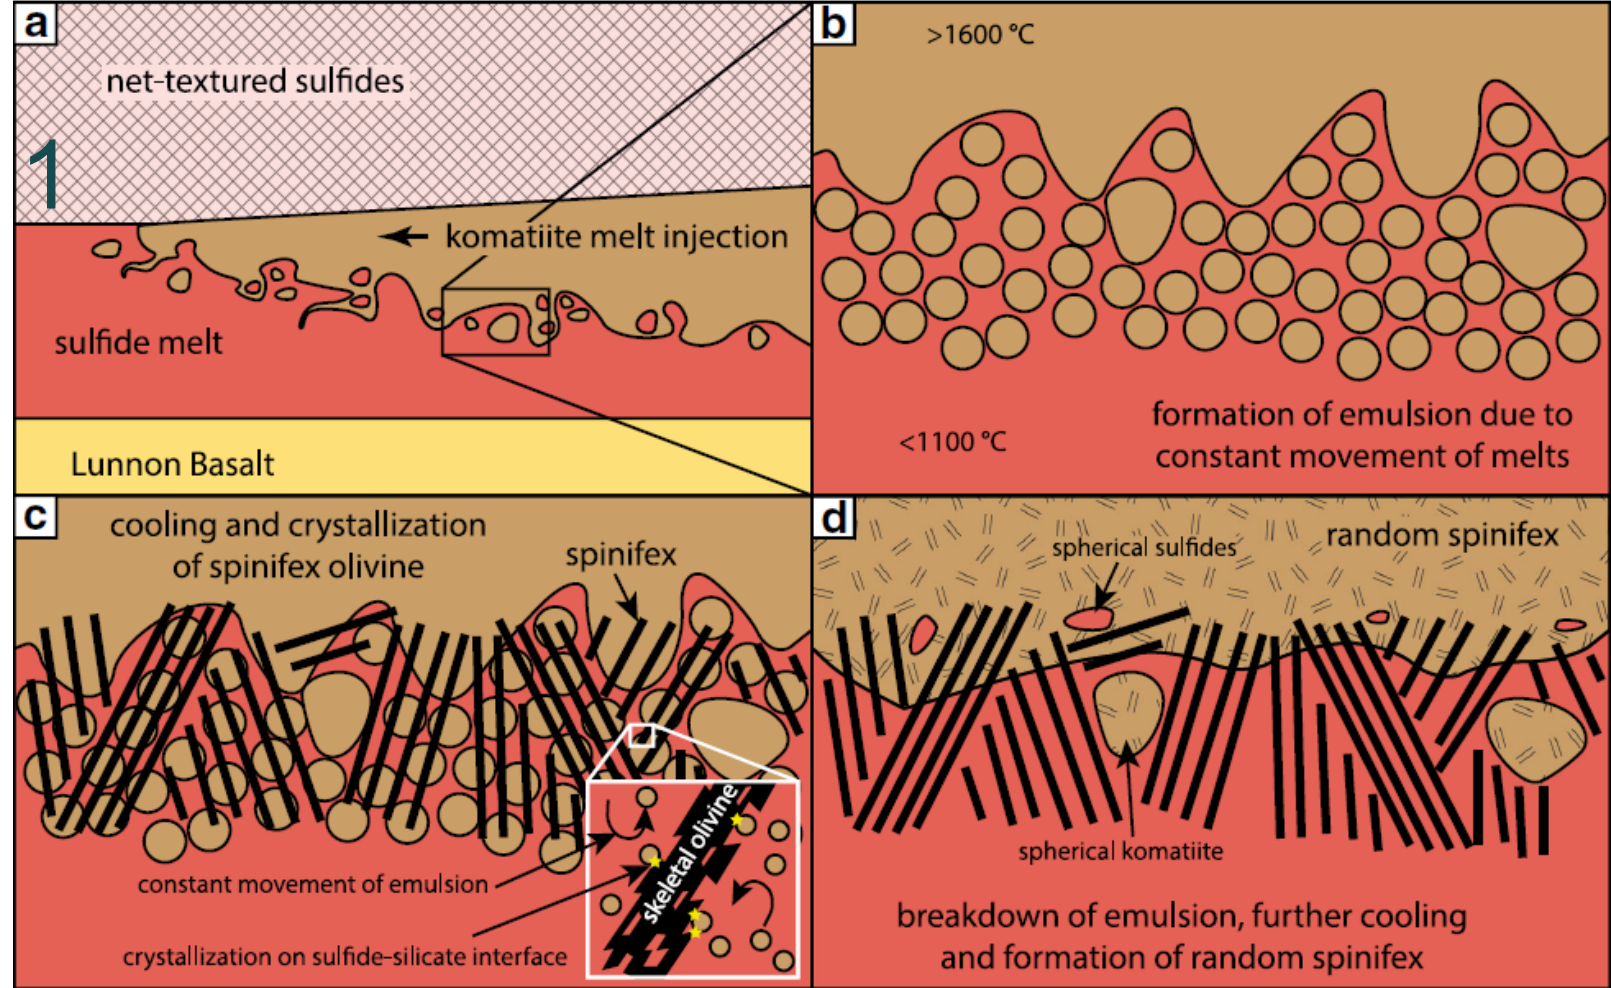 a
net-textured sulfides
1
komatiite melt injection
sulfide melt
Lunnon Basalt
b
>1600 °C
<1100 °C
formation of emulsion due to
constant movement of melts
c
cooling and crystallization
of spinifex olivine
spinifex
skeletal olivine
constant movement of emulsion
crystallization on sulfide-silicate interface
d
spherical sulfides
random spinifex
spherical komatiite
breakdown of emulsion, further cooling
and formation of random spinifex